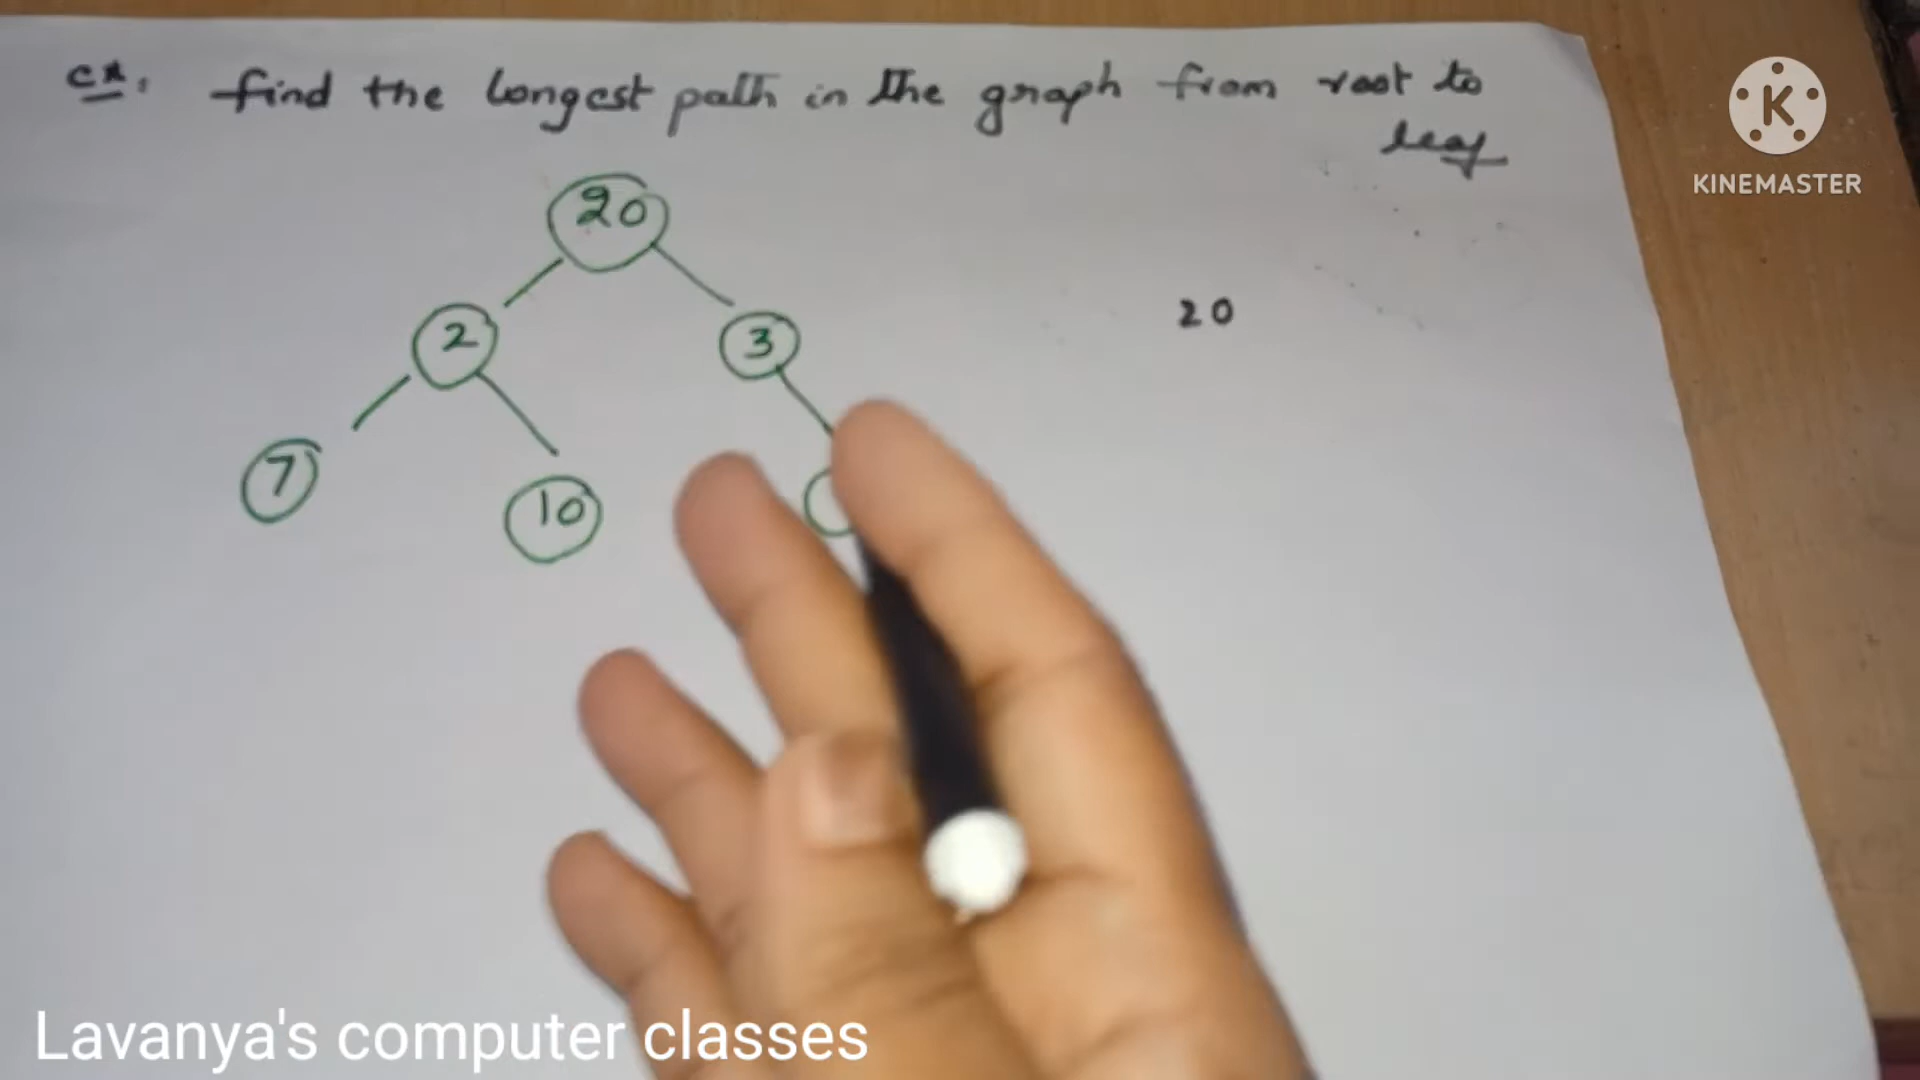 ex. find the longest path in the graph from root to
leaf
20
2
3
20
7
10
K
KINEMASTER
Lavanya's computer classes